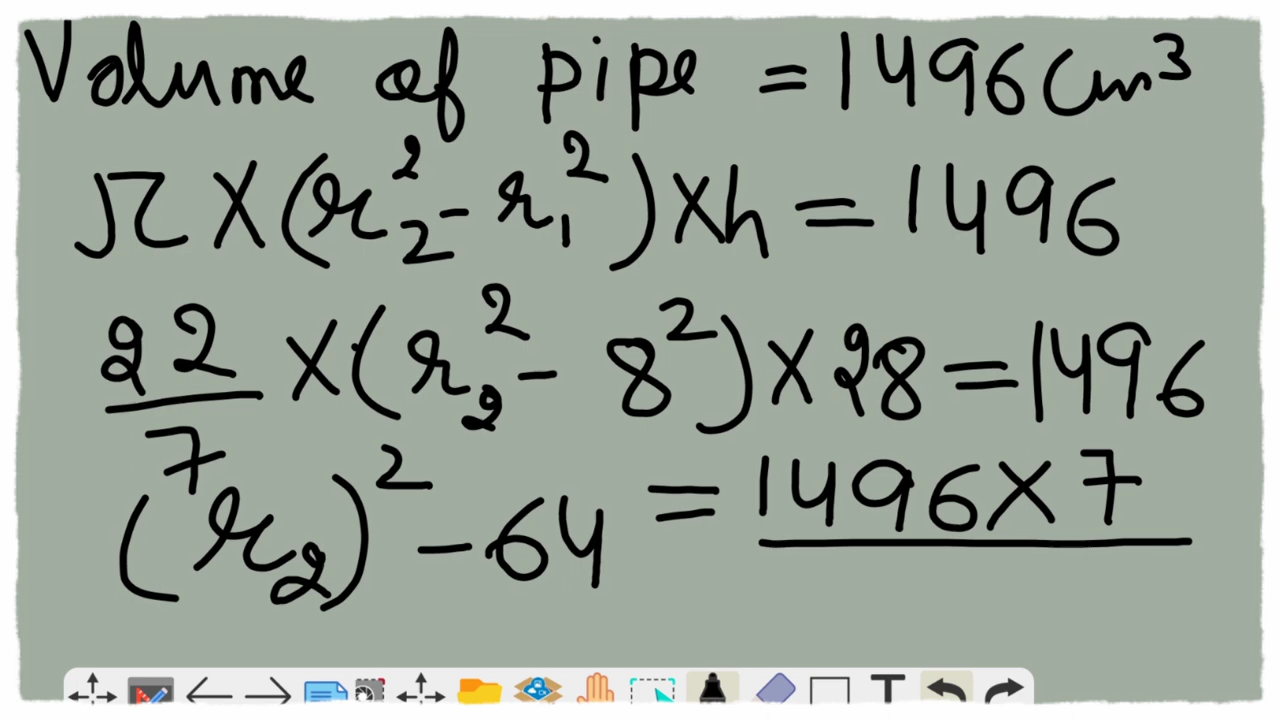 Volume of pipe = 1496 cm³
π × (r₂² - r₁²) × h = 1496
22/7 × (r₂² - 8²) × 28 = 1496
(r₂)² - 64 = 1496 × 7
T